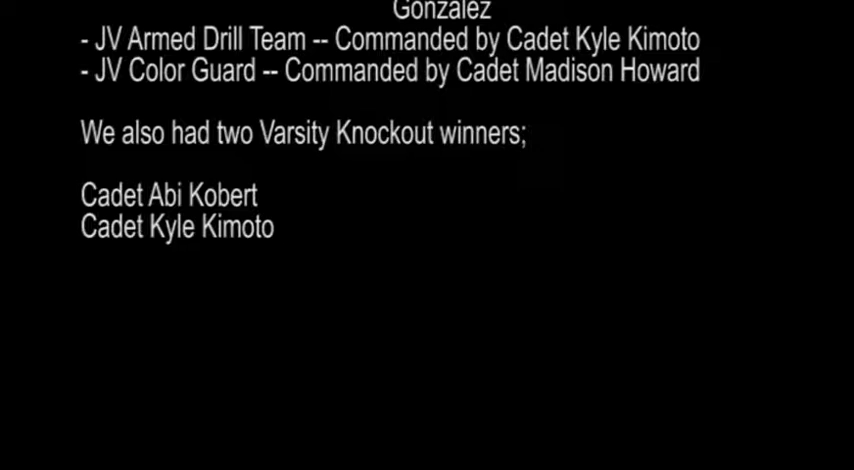 Gonzalez
- JV Armed Drill Team -- Commanded by Cadet Kyle Kimoto
- JV Color Guard -- Commanded by Cadet Madison Howard
We also had two Varsity Knockout winners;
Cadet Abi Kobert
Cadet Kyle Kimoto